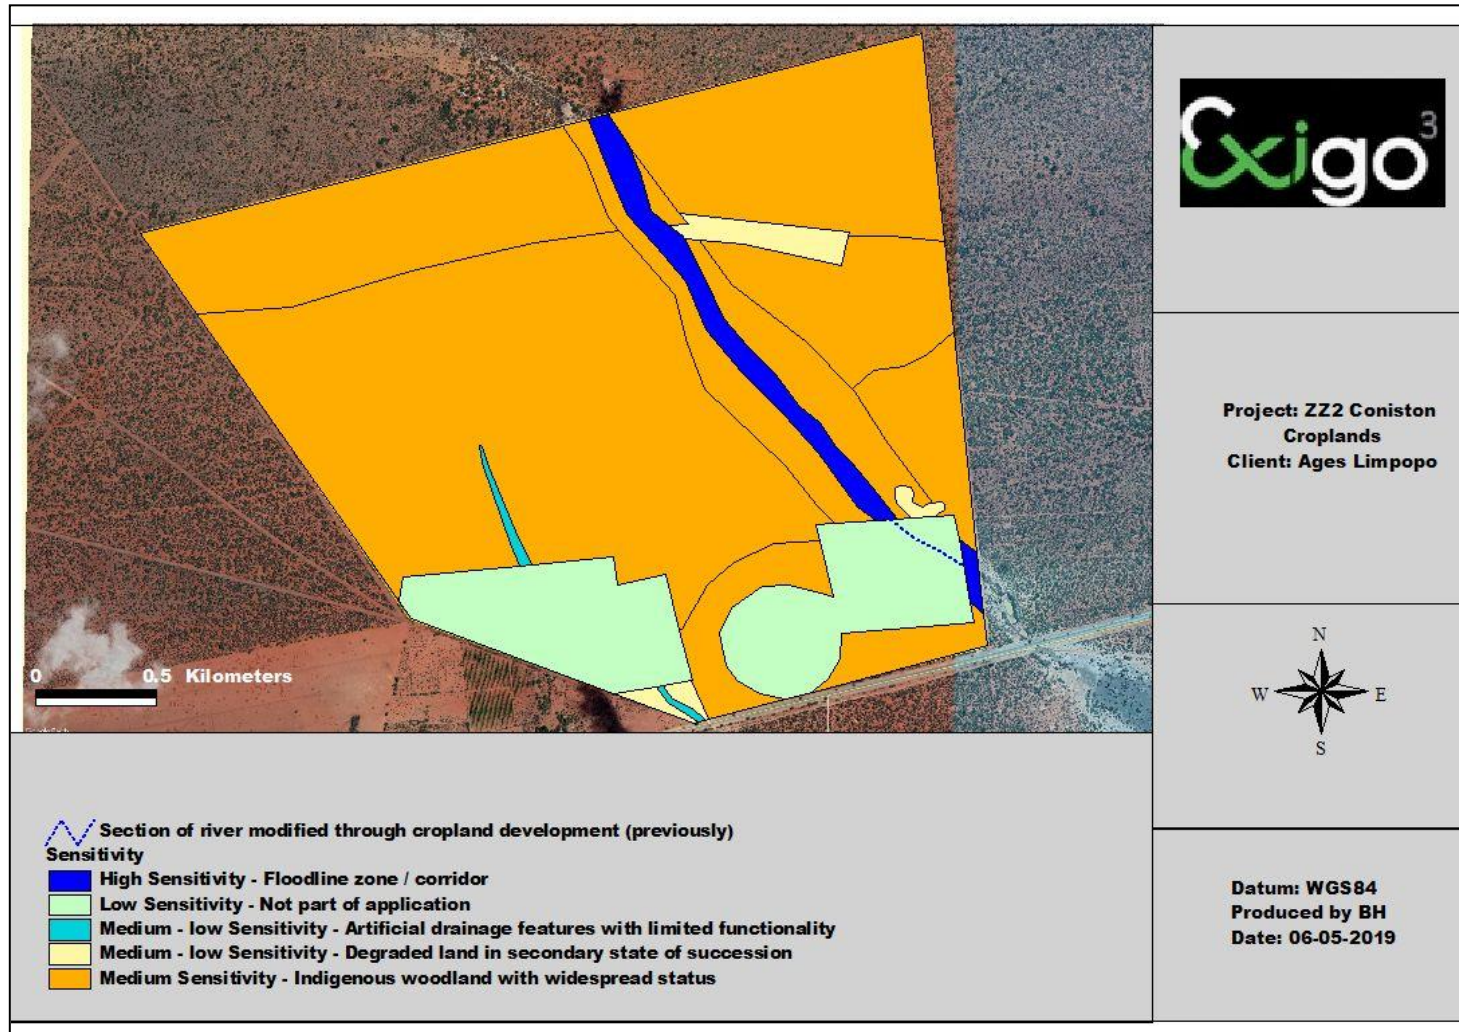 Exigo3
Project: ZZ2 Coniston
Croplands
Client: Ages Limpopo
0 0.5 Kilometers
N
W E
S
Section of river modified through cropland development (previously)
Sensitivity
High Sensitivity - Floodline zone / corridor
Low Sensitivity - Not part of application
Medium - low Sensitivity - Artificial drainage features with limited functionality
Medium - low Sensitivity - Degraded land in secondary state of succession
Medium Sensitivity - Indigenous woodland with widespread status
Datum: WGS84
Produced by BH
Date: 06-05-2019